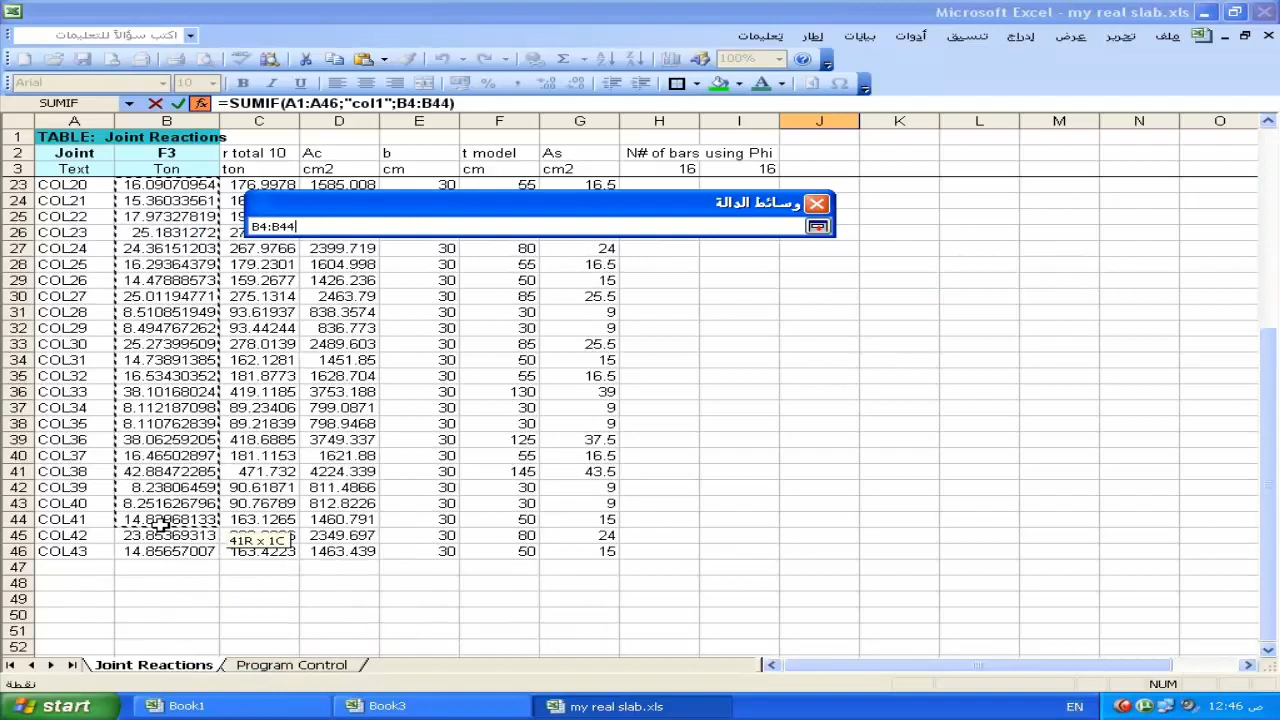 Microsoft Excel - my real slab.xls
اكتب سؤالاً للتعليمات
ملف تحرير عرض إدراج تنسيق أدوات بيانات إطار تعليمات
100%
Arial 10 B I U
SUMIF =SUMIF(A1:A46;"col1";B4:B44)
A B C D E F G H I J K L M N O
1 TABLE: Joint Reactions
2 Joint F3 r total 10 Ac b t model As N# of bars using Phi
3 Text Ton ton cm2 cm cm cm2 16 16
23 COL20 16.09070954 176.9978 1585.008 30 55 16.5
وسائط الدالة
24 COL21 15.36033561
25 COL22 17.97327819
B4:B44
26 COL23 25.1831272
27 COL24 24.36151203 267.9766 2399.719 30 80 24
28 COL25 16.29364379 179.2301 1604.998 30 55 16.5
29 COL26 14.47888573 159.2677 1426.236 30 50 15
30 COL27 25.01194771 275.1314 2463.79 30 85 25.5
31 COL28 8.510851949 93.61937 838.3574 30 30 9
32 COL29 8.494767262 93.44244 836.773 30 30 9
33 COL30 25.27399509 278.0139 2489.603 30 85 25.5
34 COL31 14.73891385 162.1281 1451.85 30 50 15
35 COL32 16.53430352 181.8773 1628.704 30 55 16.5
36 COL33 38.10168024 419.1185 3753.188 30 130 39
37 COL34 8.112187098 89.23406 799.0871 30 30 9
38 COL35 8.110762839 89.21839 798.9468 30 30 9
39 COL36 38.06259205 418.6885 3749.337 30 125 37.5
40 COL37 16.46502897 181.1153 1621.88 30 55 16.5
41 COL38 42.88472285 471.732 4224.339 30 145 43.5
42 COL39 8.23806459 90.61871 811.4866 30 30 9
43 COL40 8.251626796 90.76789 812.8226 30 30 9
44 COL41 163.1265 1460.791 30 50 15
45 COL42 23.85369313 2349.697 30 80 24
41R x 1C
46 COL43 14.85657007 163.4223 1463.439 30 50 15
47
48
49
50
51
52
Joint Reactions Program Control
نقطة NUM
start Book1 Book3 my real slab.xls EN 12:46 ص